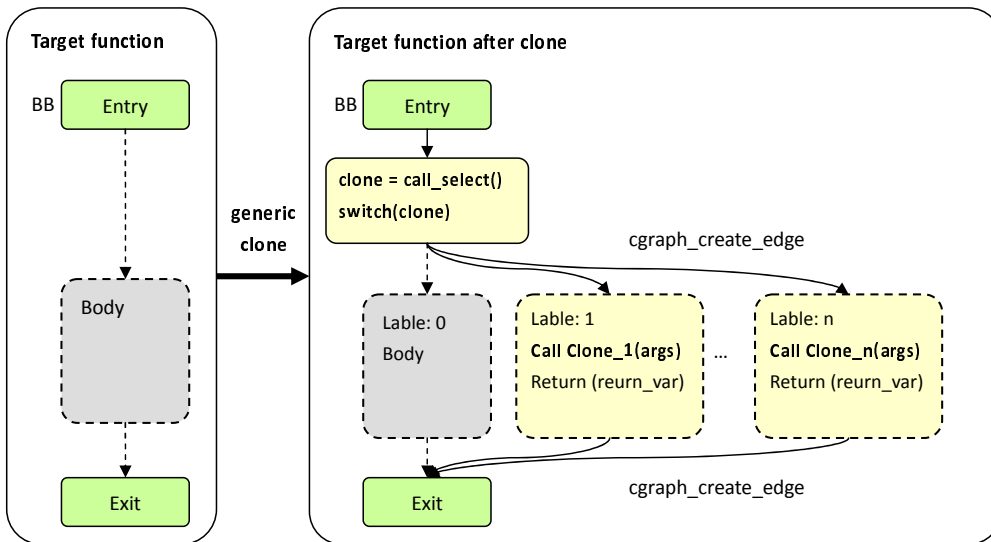 Target function
BB
Entry
Body
Exit
generic
clone
Target function after clone
BB
Entry
clone = call_select()
switch(clone)
cgraph_create_edge
Lable: 0
Body
Lable: 1
Call Clone_1(args)
Return (reurn_var)
...
Lable: n
Call Clone_n(args)
Return (reurn_var)
cgraph_create_edge
Exit